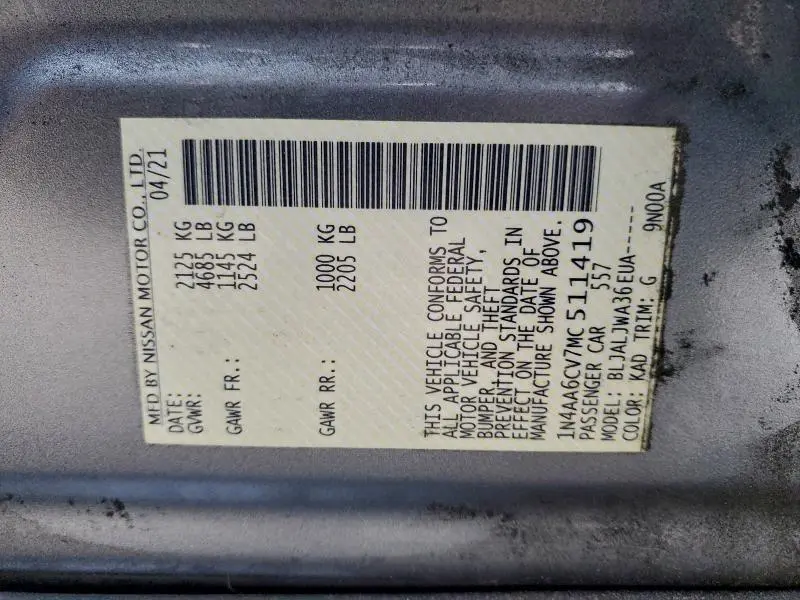 MFD BY NISSAN MOTOR CO., LTD.
DATE: 04/21
GVWR: 2125 KG
4685 LB
GAWR FR.: 1145 KG
2524 LB
GAWR RR.: 1000 KG
2205 LB
THIS VEHICLE CONFORMS TO
ALL APPLICABLE FEDERAL
MOTOR VEHICLE SAFETY,
BUMPER, AND THEFT
PREVENTION STANDARDS IN
EFFECT ON THE DATE OF
MANUFACTURE SHOWN ABOVE.
1N4AA6CV7MC511419
PASSENGER CAR 557
MODEL: BLJALJWA36EUA-----
COLOR: KAD TRIM: G 9N00A